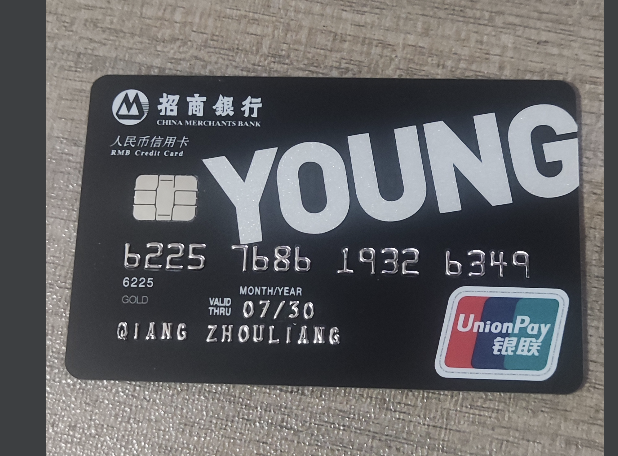 招商銀行
CHINA MERCHANTS BANK
人民币信用卡
RMB Credit Card
YOUNG
6225 7686 1932 6349
6225
MONTH/YEAR
GOLD
VALID THRU 07/30
QIANG ZHOULIANG
UnionPay
银联